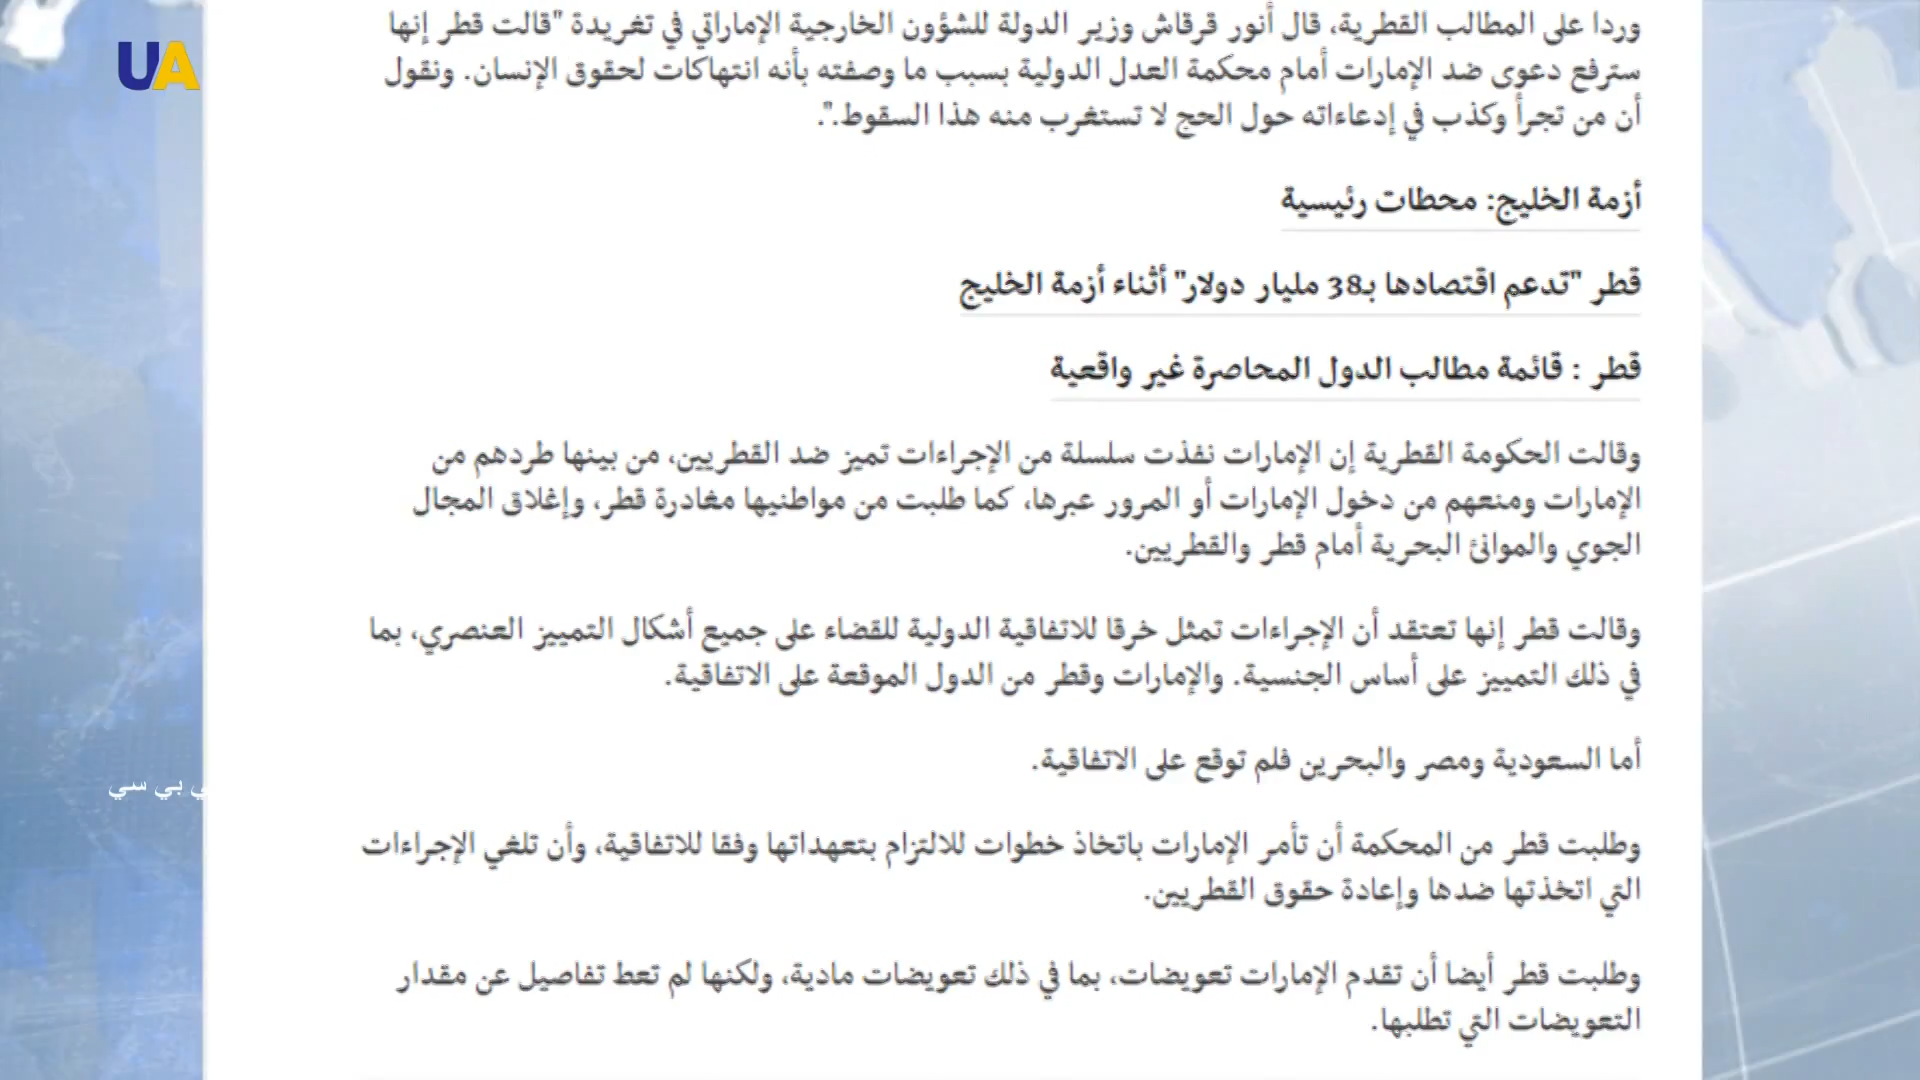 UA
وردا على المطالب القطرية، قال أنور قرقاش وزير الدولة للشؤون الخارجية الإماراتي في تغريدة "قالت قطر إنها
سترفع دعوى ضد الإمارات أمام محكمة العدل الدولية بسبب ما وصفته بأنه انتهاكات لحقوق الإنسان. ونقول
أن من تجرأ وكذب في إدعاءاته حول الحج لا تستغرب منه هذا السقوط.".
أزمة الخليج: محطات رئيسية
قطر "تدعم اقتصادها بـ38 مليار دولار" أثناء أزمة الخليج
قطر : قائمة مطالب الدول المحاصرة غير واقعية
وقالت الحكومة القطرية إن الإمارات نفذت سلسلة من الإجراءات تميز ضد القطريين، من بينها طردهم من
الإمارات ومنعهم من دخول الإمارات أو المرور عبرها، كما طلبت من مواطنيها مغادرة قطر، وإغلاق المجال
الجوي والموانئ البحرية أمام قطر والقطريين.
وقالت قطر إنها تعتقد أن الإجراءات تمثل خرقا للاتفاقية الدولية للقضاء على جميع أشكال التمييز العنصري، بما
في ذلك التمييز على أساس الجنسية. والإمارات وقطر من الدول الموقعة على الاتفاقية.
أما السعودية ومصر والبحرين فلم توقع على الاتفاقية.
بي سي
وطلبت قطر من المحكمة أن تأمر الإمارات باتخاذ خطوات للالتزام بتعهداتها وفقا للاتفاقية، وأن تلغي الإجراءات
التي اتخذتها ضدها وإعادة حقوق القطريين.
وطلبت قطر أيضا أن تقدم الإمارات تعويضات، بما في ذلك تعويضات مادية، ولكنها لم تعط تفاصيل عن مقدار
التعويضات التي تطلبها.